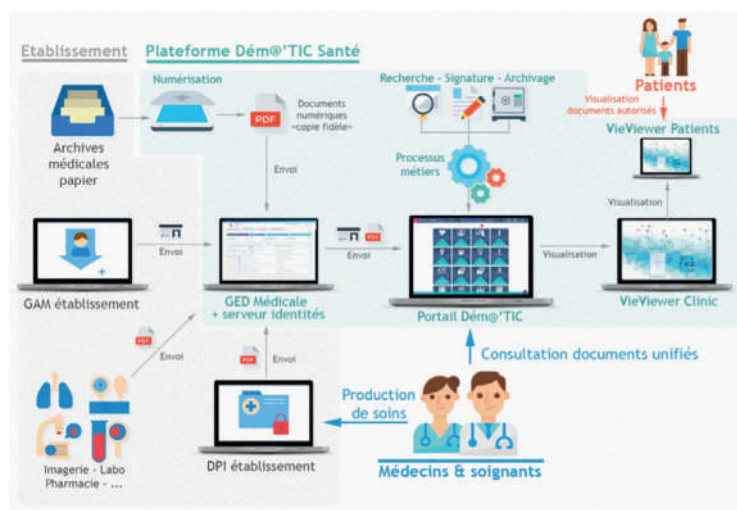 Etablissement
Plateforme Dém@'TIC Santé
Numérisation
Recherche - Signature - Archivage
Patients
PDF
Documents
numériques
«copie fidèle»
Visualisation
documents autorisés
VieViewer Patients
Archives
médicales
papier
Envoi
Processus
métiers
Visualisation
Envoi
PDF
Envoi
Visualisation
GAM établissement
GED Médicale
+ serveur identités
Portail Dém@'TIC
VieViewer Clinic
PDF
Envoi
PDF
Envoi
Consultation documents unifiés
Production
de soins
Imagerie - Labo
Pharmacie - ...
DPI établissement
Médecins & soignants